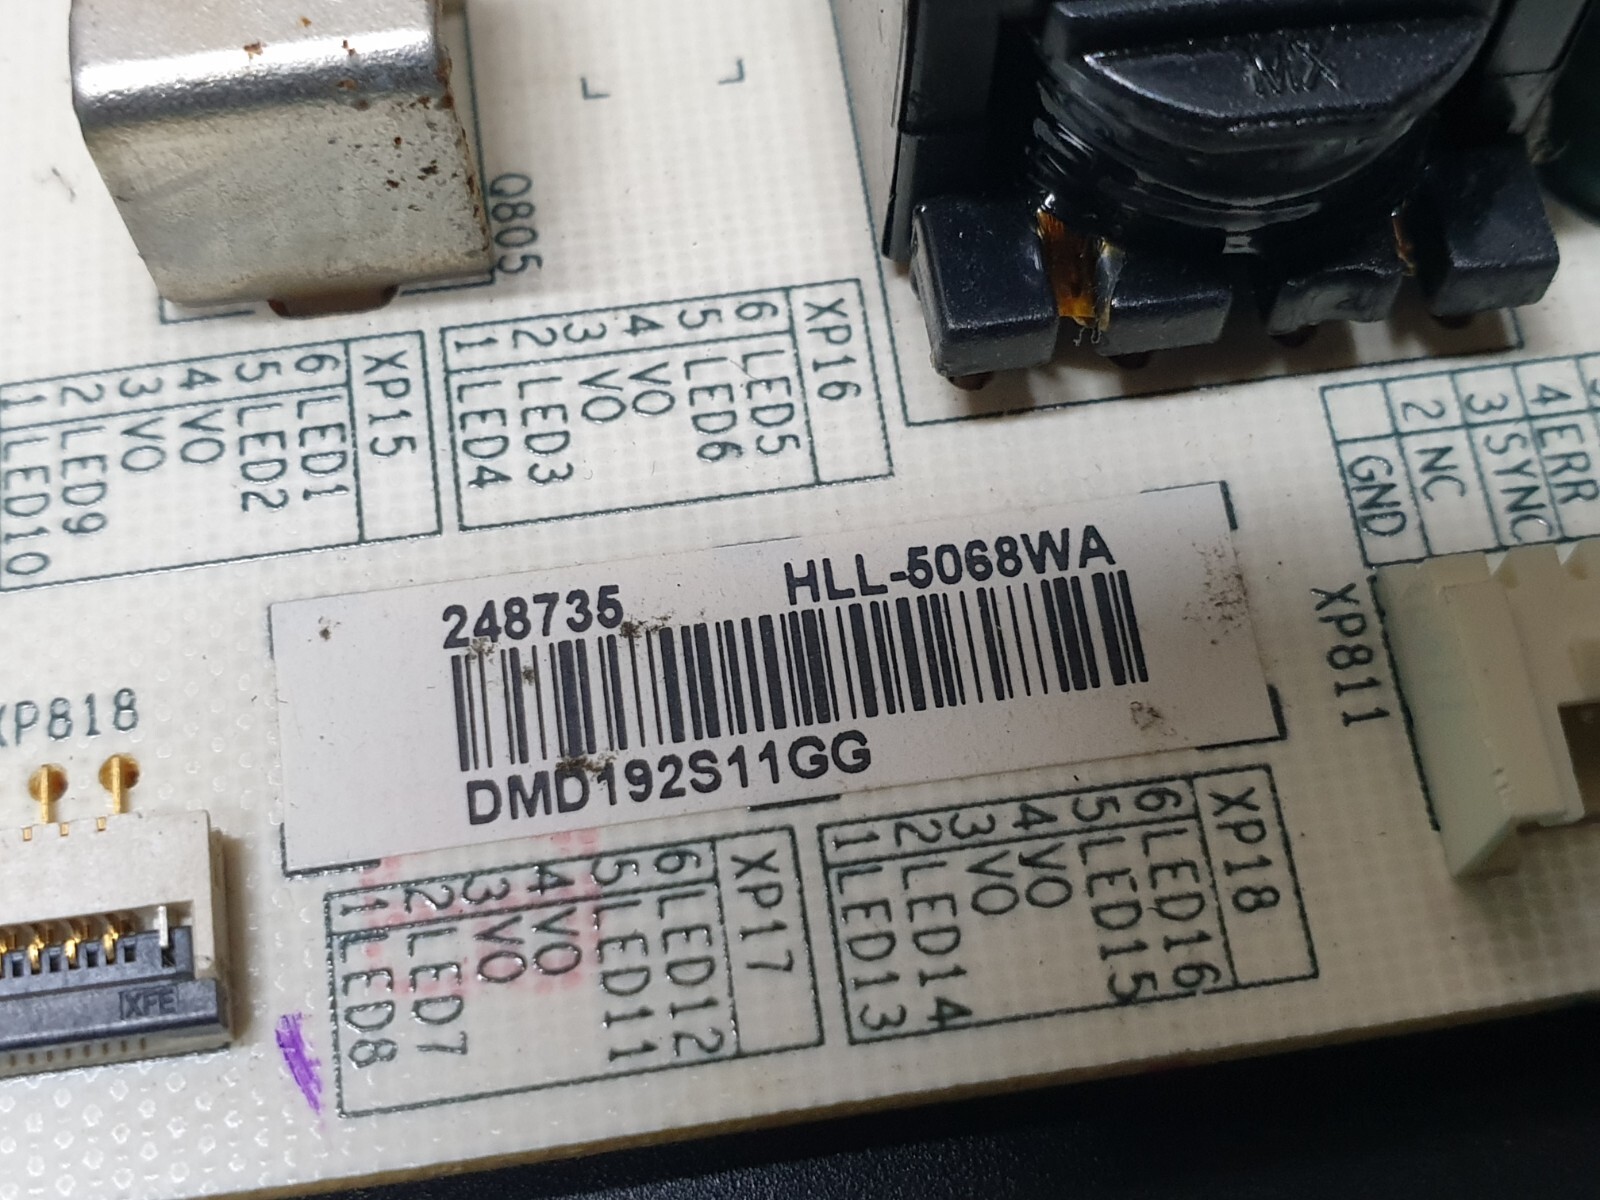 MX
Q805
XP16
6 LED5
5 LED6
4 VO
3 VO
2 LED3
1 LED4
XP15
6 LED1
5 LED2
4 VO
3 VO
2 LED9
1 LED10
4 ERR
3 SYNC
2 NC
GND
XP811
248735 HLL-5068WA
DMD192S11GG
XP818
XFE
XP17
6 LED12
5 LED11
4 VO
3 VO
2 LED7
1 LED8
XP18
6 LED16
5 LED15
4 VO
3 VO
2 LED14
1 LED13